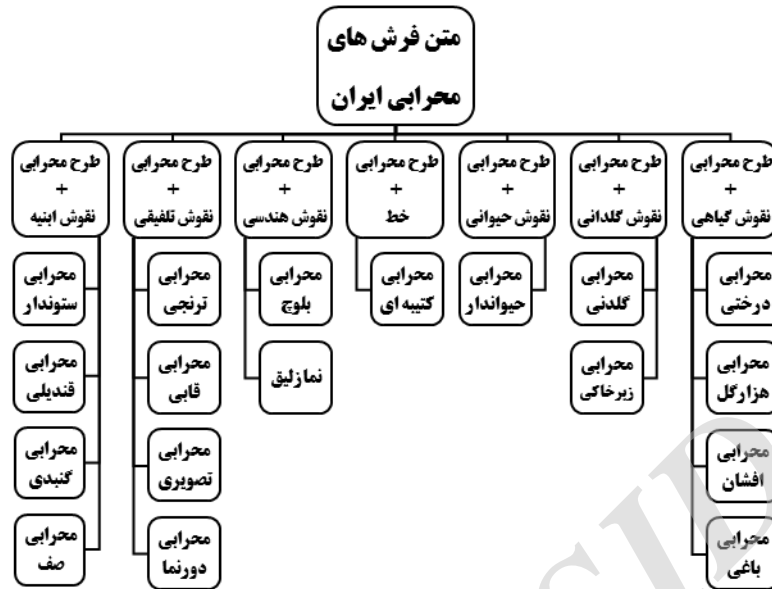 متن فرش های
محرابی ایران
طرح محرابی
+
نقوش گیاهی
طرح محرابی
+
نقوش گلدانی
طرح محرابی
+
نقوش حیوانی
طرح محرابی
+
خط
طرح محرابی
+
نقوش هندسی
طرح محرابی
+
نقوش تلفیقی
طرح محرابی
+
نقوش ابنیه
محرابی
درختی
محرابی
هزارگل
محرابی
افشان
محرابی
باغی
محرابی
گلدنی
محرابی
زیرخاکی
محرابی
حیواندار
محرابی
کتیبه ای
محرابی
بلوچ
نمازلیق
محرابی
ترنجی
محرابی
قابی
محرابی
تصویری
محرابی
دورنما
محرابی
ستوندار
محرابی
قندیلی
محرابی
گنبدی
محرابی
صف
SID